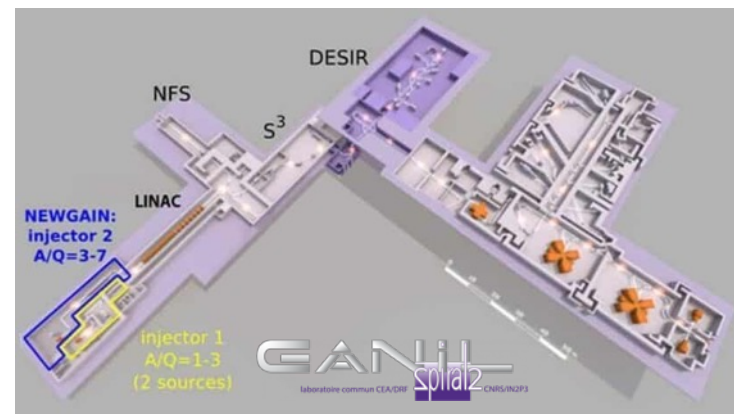 DESIR
NFS
S3
LINAC
NEWGAIN:
injector 2
A/Q=3-7
injector 1
A/Q=1-3
(2 sources)
GANIL
laboratoire commun CEA/DRF
spiral2
CNRS/IN2P3